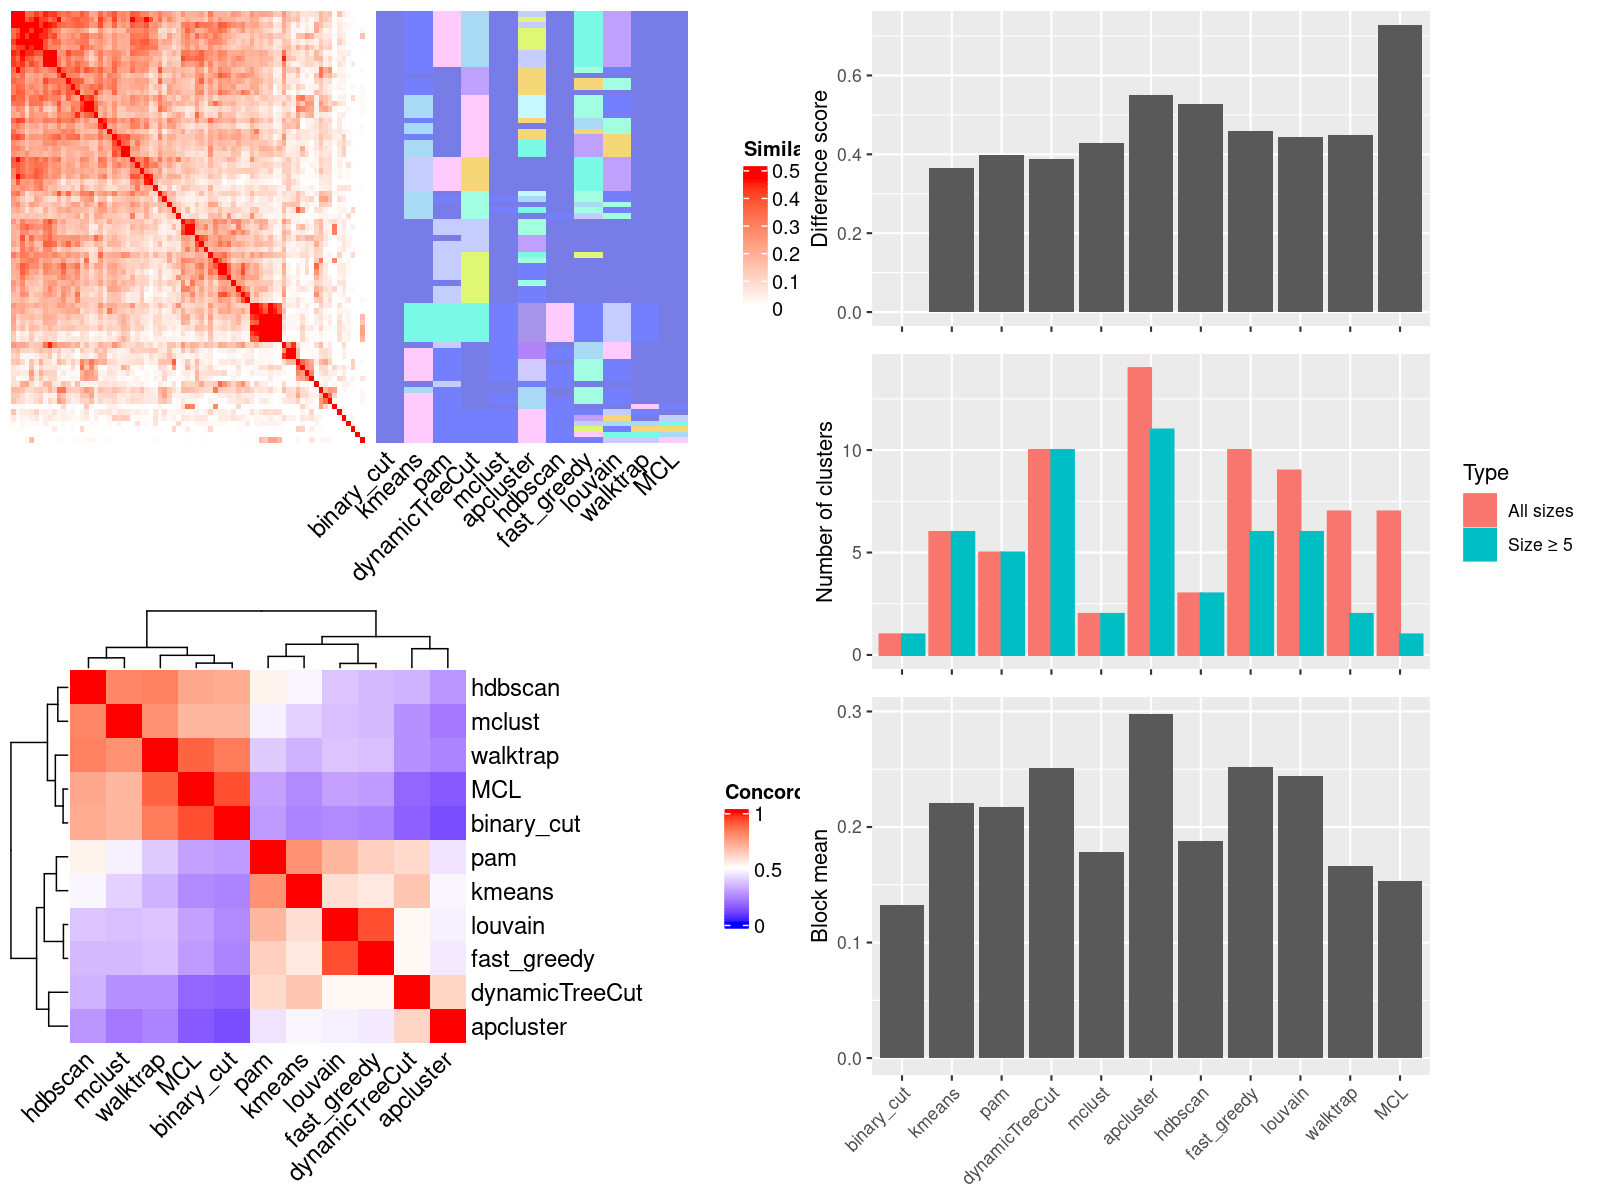 Simila
0.5
0.4
0.3
0.2
0.1
0
binary_cut
kmeans
pam
dynamicTreeCut
mclust
apcluster
hdbscan
fast_greedy
louvain
walktrap
MCL
hdbscan
mclust
walktrap
MCL
binary_cut
pam
kmeans
louvain
fast_greedy
dynamicTreeCut
apcluster
Concord
1
0.5
0
hdbscan
mclust
walktrap
MCL
binary_cut
pam
kmeans
louvain
fast_greedy
dynamicTreeCut
apcluster
Difference score
0.6
0.4
0.2
0.0
Number of clusters
10
5
0
Type
All sizes
Size ≥ 5
Block mean
0.3
0.2
0.1
0.0
binary_cut
kmeans
pam
dynamicTreeCut
mclust
apcluster
hdbscan
fast_greedy
louvain
walktrap
MCL